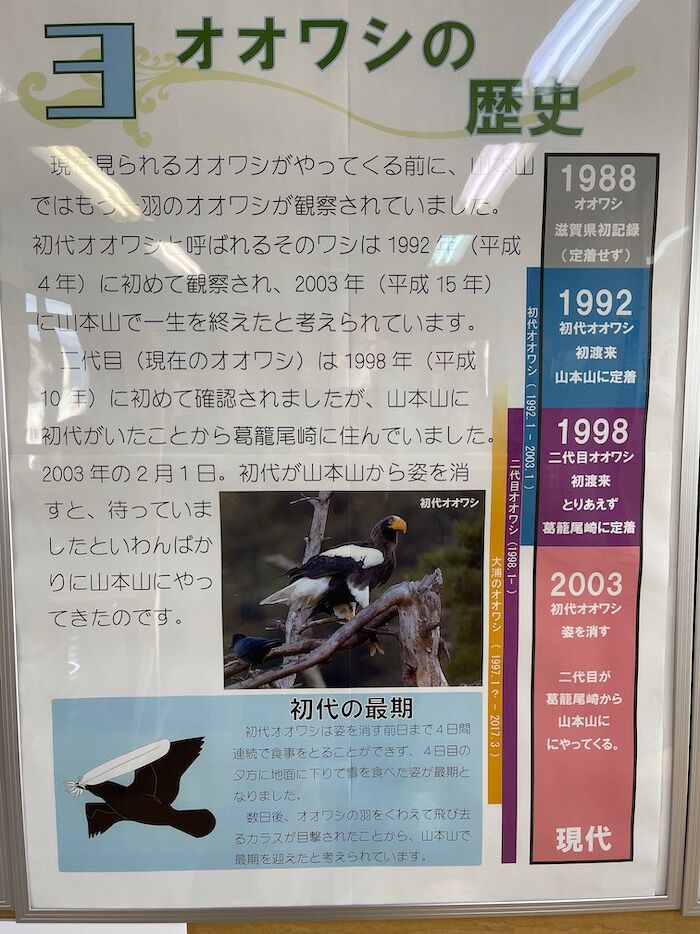 ヨ オオワシの
歴史
現在見られるオオワシがやってくる前に、山本山
ではもう一羽のオオワシが観察されていました。
初代オオワシと呼ばれるそのワシは1992年（平成
4年）に初めて観察され、2003年（平成15年）
に山本山で一生を終えたと考えられています。
二代目（現在のオオワシ）は1998年（平成
10年）に初めて確認されましたが、山本山に
初代がいたことから葛籠尾崎に住んでいました。
2003年の2月1日。初代が山本山から姿を消
すと、待っていま
したといわんばか
りに山本山にやっ
てきたのです。
初代オオワシ
初代の最期
初代オオワシは姿を消す前日まで4日間
連続で食事をとることができず、4日目の
夕方に地面に下りて雪を食べた姿が最期と
なりました。
数日後、オオワシの羽をくわえて飛び去
るカラスが目撃されたことから、山本山で
最期を迎えたと考えられています。
初代オオワシ（1992.1-2003.1）
二代目オオワシ（1998.1-）
大浦のオオワシ（1997.1？-2017.3）
1988
オオワシ
滋賀県初記録
（定着せず）
1992
初代オオワシ
初渡来
山本山に定着
1998
二代目オオワシ
初渡来
とりあえず
葛籠尾崎に定着
2003
初代オオワシ
姿を消す
二代目が
葛籠尾崎から
山本山に
にやってくる。
現代